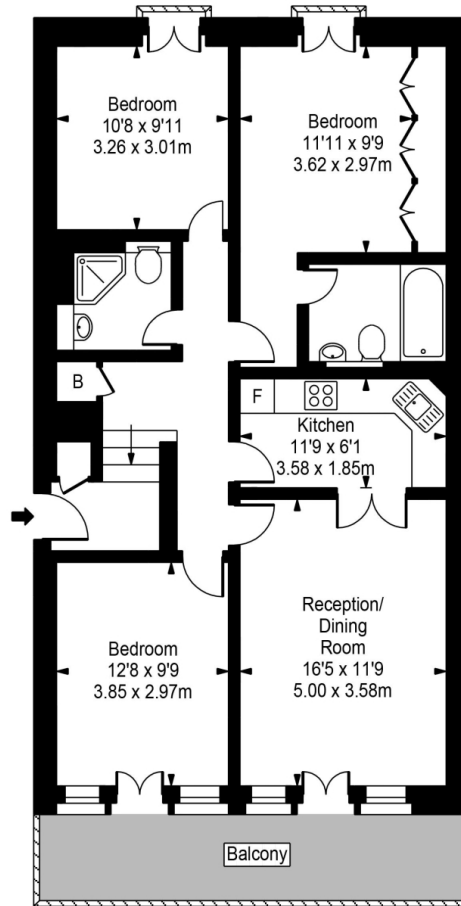 Bedroom
10'8 x 9'11
3.26 x 3.01m
Bedroom
11'11 x 9'9
3.62 x 2.97m
B
F
Kitchen
11'9 x 6'1
3.58 x 1.85m
Bedroom
12'8 x 9'9
3.85 x 2.97m
Reception/
Dining
Room
16'5 x 11'9
5.00 x 3.58m
Balcony